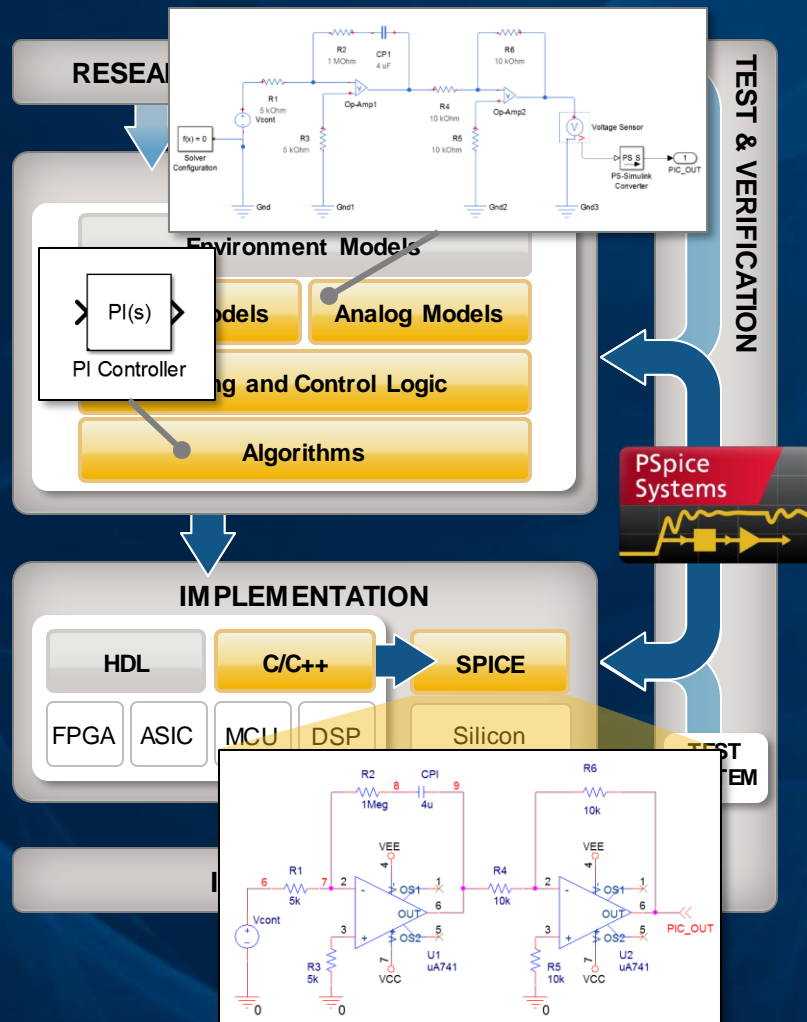 RESEA
TEST & VERIFICATION
R2
1 MOhm
CP1
4 uF
R6
10 kOhm
R1
5 kOhm
Op-Amp1
R4
10 kOhm
Op-Amp2
Vcont
f(x) = 0
Solver
Configuration
R3
5 kOhm
R5
10 kOhm
V
Voltage Sensor
PS S
PS-Simulink
Converter
1
PIC_OUT
Gnd
Gnd1
Gnd2
Gnd3
Environment Models
PI(s)
PI Controller
odels
Analog Models
ng and Control Logic
Algorithms
PSpice
Systems
IMPLEMENTATION
HDL
C/C++
SPICE
FPGA
ASIC
MCU
DSP
Silicon
ST
TEM
I
R2
1Meg
8
CPI
4u
9
R6
10k
VEE
4
VEE
4
6
R1
5k
7
2
OS1
1
R4
10k
2
OS1
1
OUT
6
OUT
6
PIC_OUT
Vcont
3
OS2
5
3
OS2
5
R3
5k
7
VCC
U1
uA741
R5
10k
7
VCC
U2
uA741
0
0
0